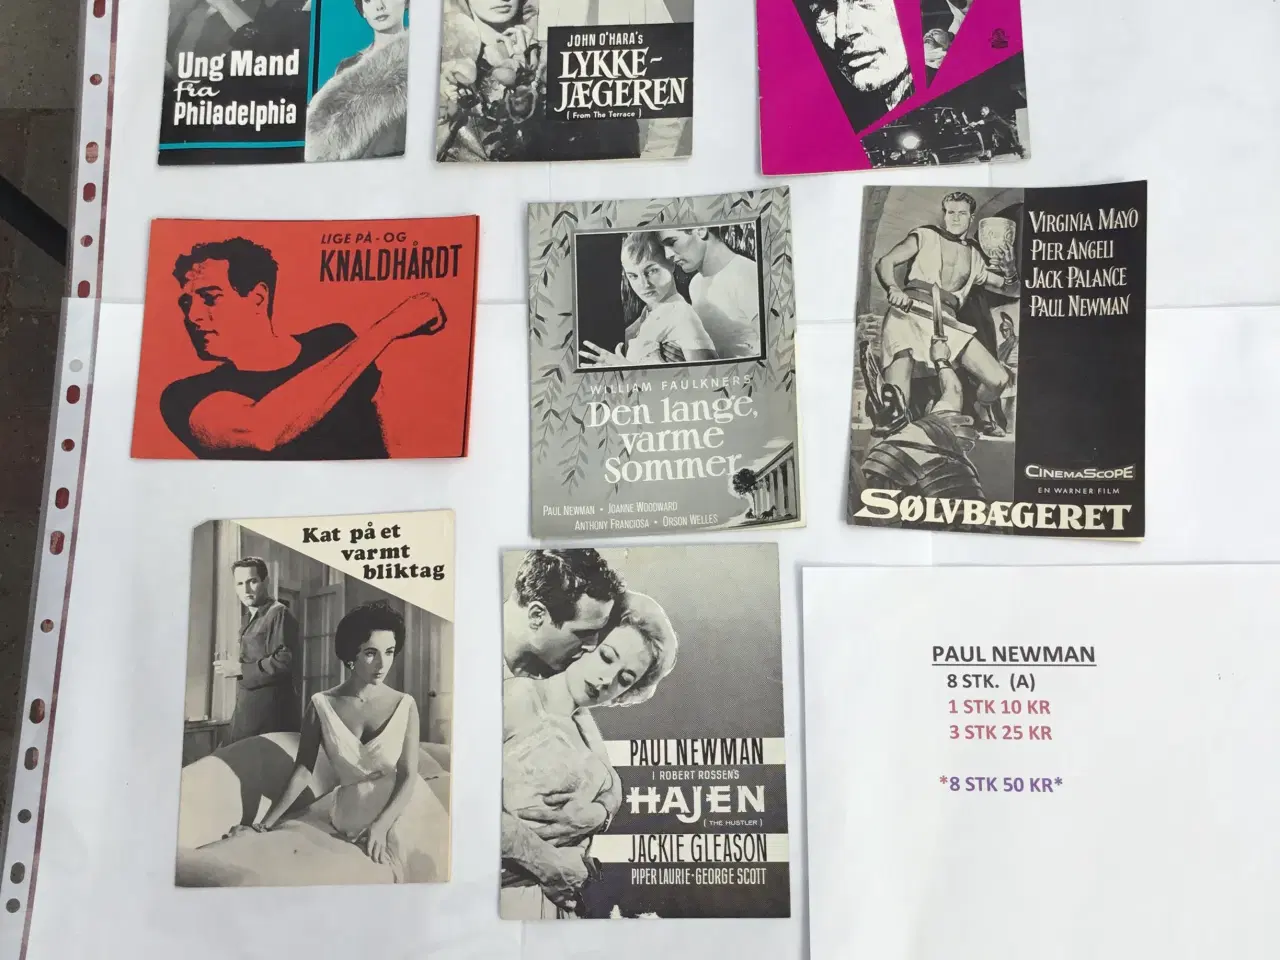 Ung Mand
fra
Philadelphia
JOHN O'HARA's
LYKKE-
JÆGEREN
( From The Terrace )
LIGE PÅ - OG
KNALDHÅRDT
WILLIAM FAULKNERS
Den lange,
varme
Sommer
PAUL NEWMAN • JOANNE WOODWARD
ANTHONY FRANCIOSA • ORSON WELLES
VIRGINIA MAYO
PIER ANGELI
JACK PALANCE
PAUL NEWMAN
CINEMASCOPE
EN WARNER FILM
SØLVBÆGERET
Kat på et
varmt
bliktag
PAUL NEWMAN
I ROBERT ROSSEN'S
HAJEN
( THE HUSTLER )
JACKIE GLEASON
PIPER LAURIE - GEORGE SCOTT
PAUL NEWMAN
8 STK. (A)
1 STK 10 KR
3 STK 25 KR
*8 STK 50 KR*